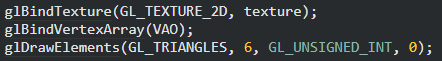 glBindTexture(GL_TEXTURE_2D, texture);
glBindVertexArray(VAO);
glDrawElements(GL_TRIANGLES, 6, GL_UNSIGNED_INT, 0);